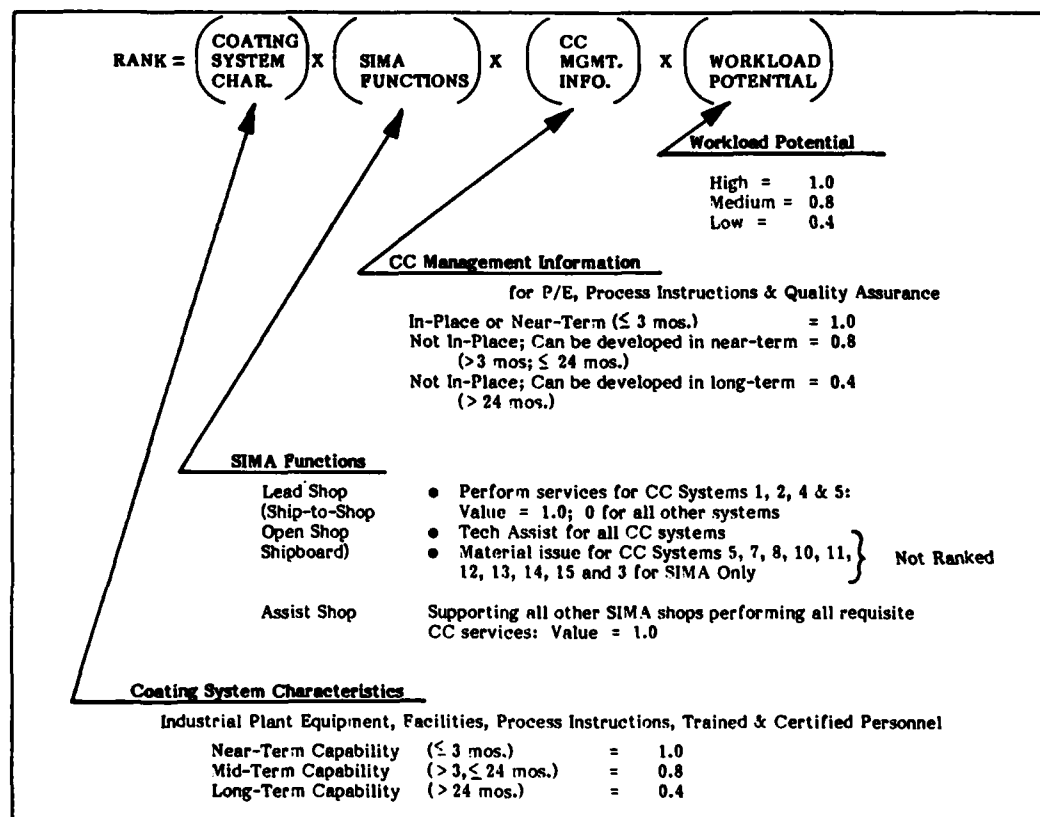 RANK = (COATING SYSTEM CHAR.) X (SIMA FUNCTIONS) X (CC MGMT. INFO.) X (WORKLOAD POTENTIAL)
Workload Potential
High = 1.0
Medium = 0.8
Low = 0.4
CC Management Information
for P/E, Process Instructions & Quality Assurance
In-Place or Near-Term (≤ 3 mos.) = 1.0
Not In-Place; Can be developed in near-term = 0.8
(>3 mos; ≤ 24 mos.)
Not In-Place; Can be developed in long-term = 0.4
(> 24 mos.)
SIMA Functions
Lead Shop ● Perform services for CC Systems 1, 2, 4 & 5:
(Ship-to-Shop Value = 1.0; 0 for all other systems
Open Shop ● Tech Assist for all CC systems
Shipboard) ● Material issue for CC Systems 5, 7, 8, 10, 11,
12, 13, 14, 15 and 3 for SIMA Only } Not Ranked
Assist Shop Supporting all other SIMA shops performing all requisite
CC services: Value = 1.0
Coating System Characteristics
Industrial Plant Equipment, Facilities, Process Instructions, Trained & Certified Personnel
Near-Term Capability (≤ 3 mos.) = 1.0
Mid-Term Capability (> 3, ≤ 24 mos.) = 0.8
Long-Term Capability (> 24 mos.) = 0.4